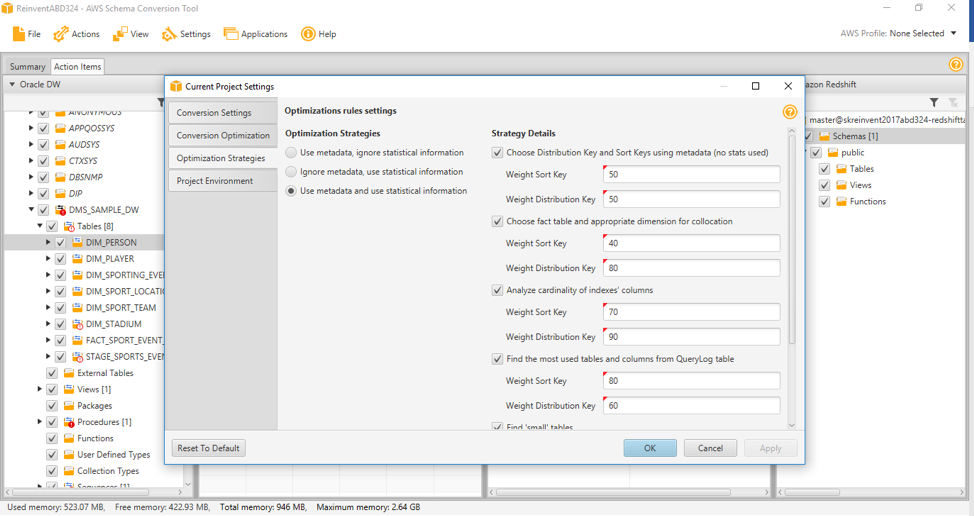 ReinventABD324 - AWS Schema Conversion Tool
File Actions View Settings Applications Help
AWS Profile: None Selected
Summary Action Items
Oracle DW
ANONYMOUS
APPQOSSYS
AUDSYS
CTXSYS
DBSNMP
DIP
DMS_SAMPLE_DW
Tables [8]
DIM_PERSON
DIM_PLAYER
DIM_SPORTING_EVE
DIM_SPORT_LOCATIO
DIM_SPORT_TEAM
DIM_STADIUM
FACT_SPORT_EVENT_
STAGE_SPORTS_EVEN
External Tables
Views [1]
Packages
Procedures [1]
Functions
User Defined Types
Collection Types
Sequences [1]
Current Project Settings
Conversion Settings
Conversion Optimization
Optimization Strategies
Project Environment
Optimizations rules settings
Optimization Strategies
Use metadata, ignore statistical information
Ignore metadata, use statistical information
Use metadata and use statistical information
Strategy Details
Choose Distribution Key and Sort Keys using metadata (no stats used)
Weight Sort Key 50
Weight Distribution Key 50
Choose fact table and appropriate dimension for collocation
Weight Sort Key 40
Weight Distribution Key 80
Analyze cardinality of indexes' columns
Weight Sort Key 70
Weight Distribution Key 90
Find the most used tables and columns from QueryLog table
Weight Sort Key 80
Weight Distribution Key 60
Find 'small' tables
Reset To Default OK Cancel Apply
azon Redshift
master@skreinvent2017abd324-redshiftta
Schemas [1]
public
Tables
Views
Functions
Used memory: 523.07 MB, Free memory: 422.93 MB, Total memory: 946 MB, Maximum memory: 2.64 GB